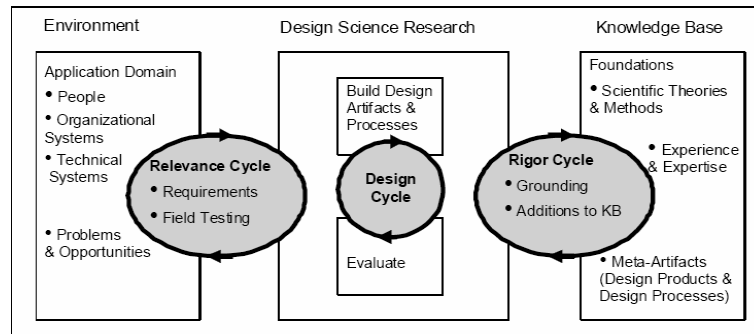 Environment
Design Science Research
Knowledge Base
Application Domain
• People
• Organizational
Systems
• Technical
Systems
• Problems
& Opportunities
Relevance Cycle
• Requirements
• Field Testing
Build Design
Artifacts &
Processes
Design
Cycle
Evaluate
Rigor Cycle
• Grounding
• Additions to KB
Foundations
• Scientific Theories
& Methods
• Experience
& Expertise
• Meta-Artifacts
(Design Products &
Design Processes)